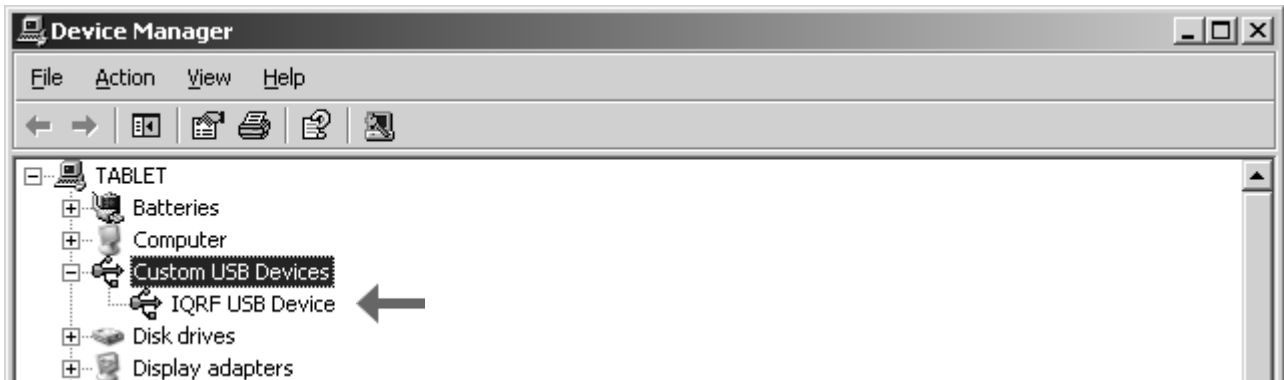 Device Manager
File Action View Help
TABLET
Batteries
Computer
Custom USB Devices
IQRF USB Device
Disk drives
Display adapters